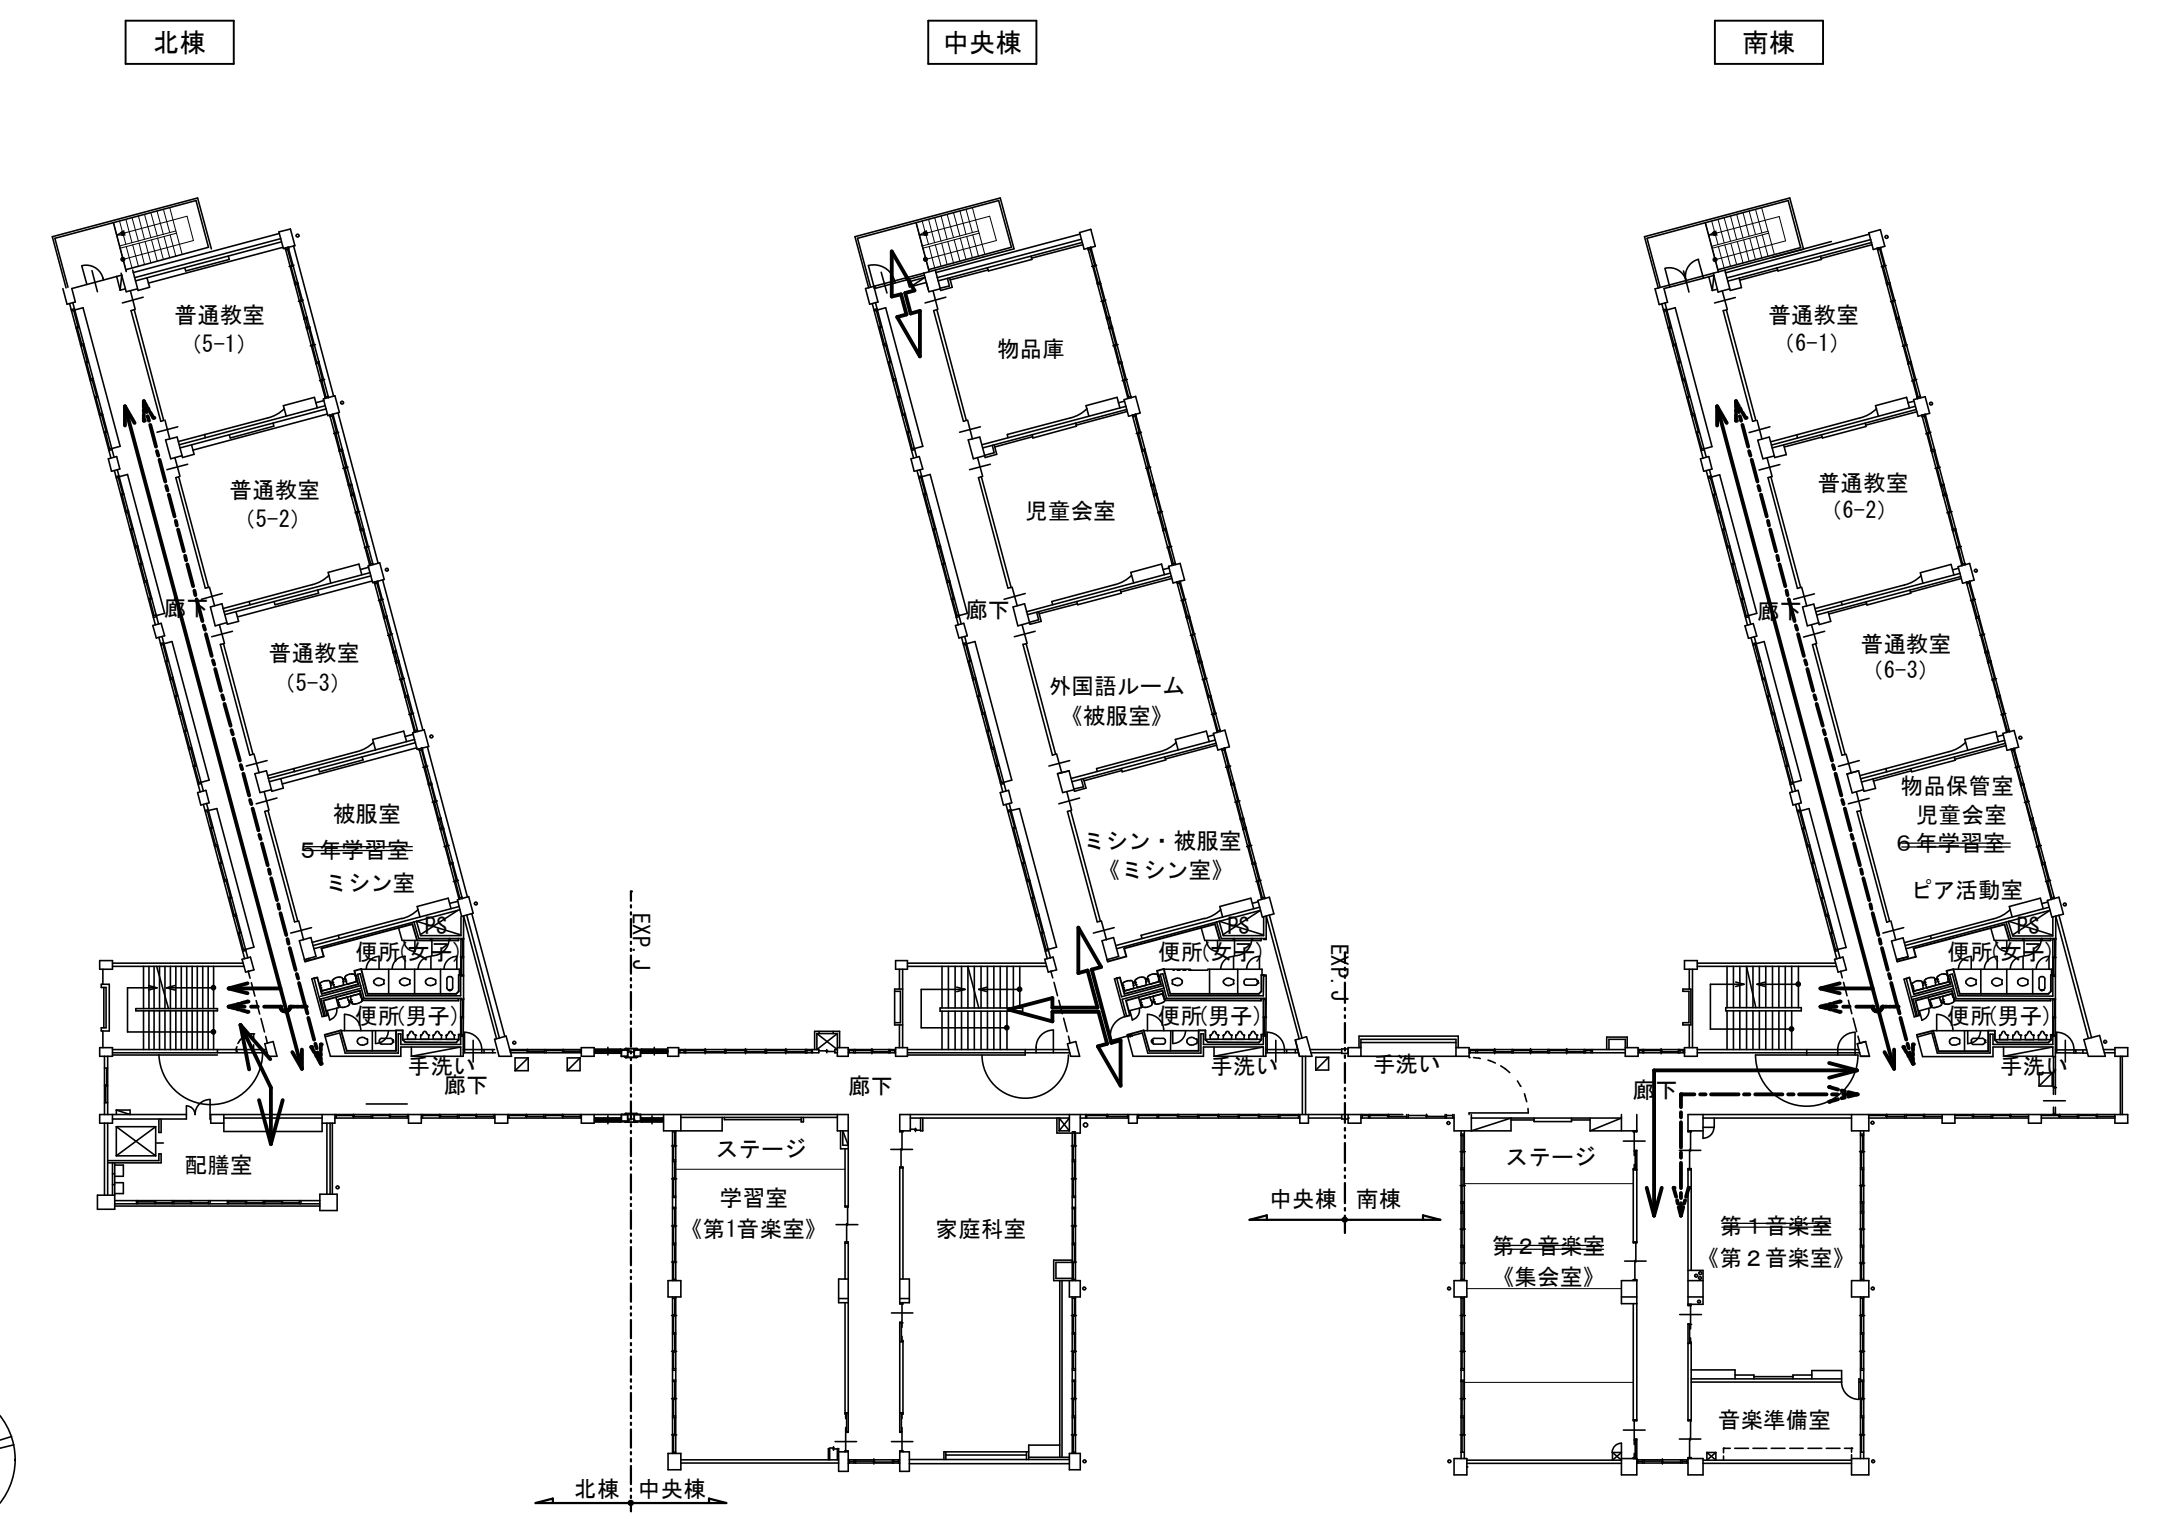 北棟
中央棟
南棟
普通教室
(5-1)
普通教室
(5-2)
廊下
普通教室
(5-3)
被服室
５年学習室
ミシン室
PS
便所(女子)
便所(男子)
手洗い
廊下
配膳室
EXP.J
北棟
中央棟
物品庫
児童会室
廊下
外国語ルーム
《被服室》
ミシン・被服室
《ミシン室》
PS
便所(女子)
便所(男子)
手洗い
廊下
ステージ
学習室
《第1音楽室》
家庭科室
EXP.J
手洗い
中央棟
南棟
普通教室
(6-1)
普通教室
(6-2)
廊下
普通教室
(6-3)
物品保管室
児童会室
６年学習室
ピア活動室
PS
便所(女子)
便所(男子)
手洗い
廊下
ステージ
第２音楽室
《集会室》
第１音楽室
《第２音楽室》
音楽準備室